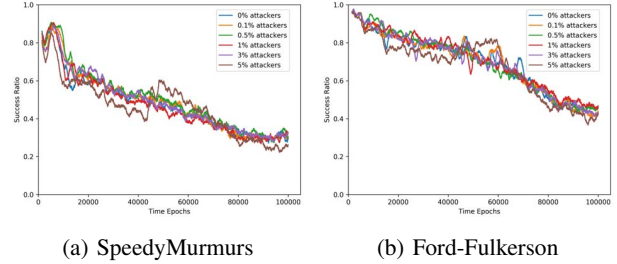 1.0
0.8
0.6
0.4
0.2
0.0
Success Ratio
0 20000 40000 60000 80000 100000
Time Epochs
0% attackers
0.1% attackers
0.5% attackers
1% attackers
3% attackers
5% attackers
(a) SpeedyMurmurs
1.0
0.8
0.6
0.4
0.2
0.0
Success Ratio
0 20000 40000 60000 80000 100000
Time Epochs
0% attackers
0.1% attackers
0.5% attackers
1% attackers
3% attackers
5% attackers
(b) Ford-Fulkerson